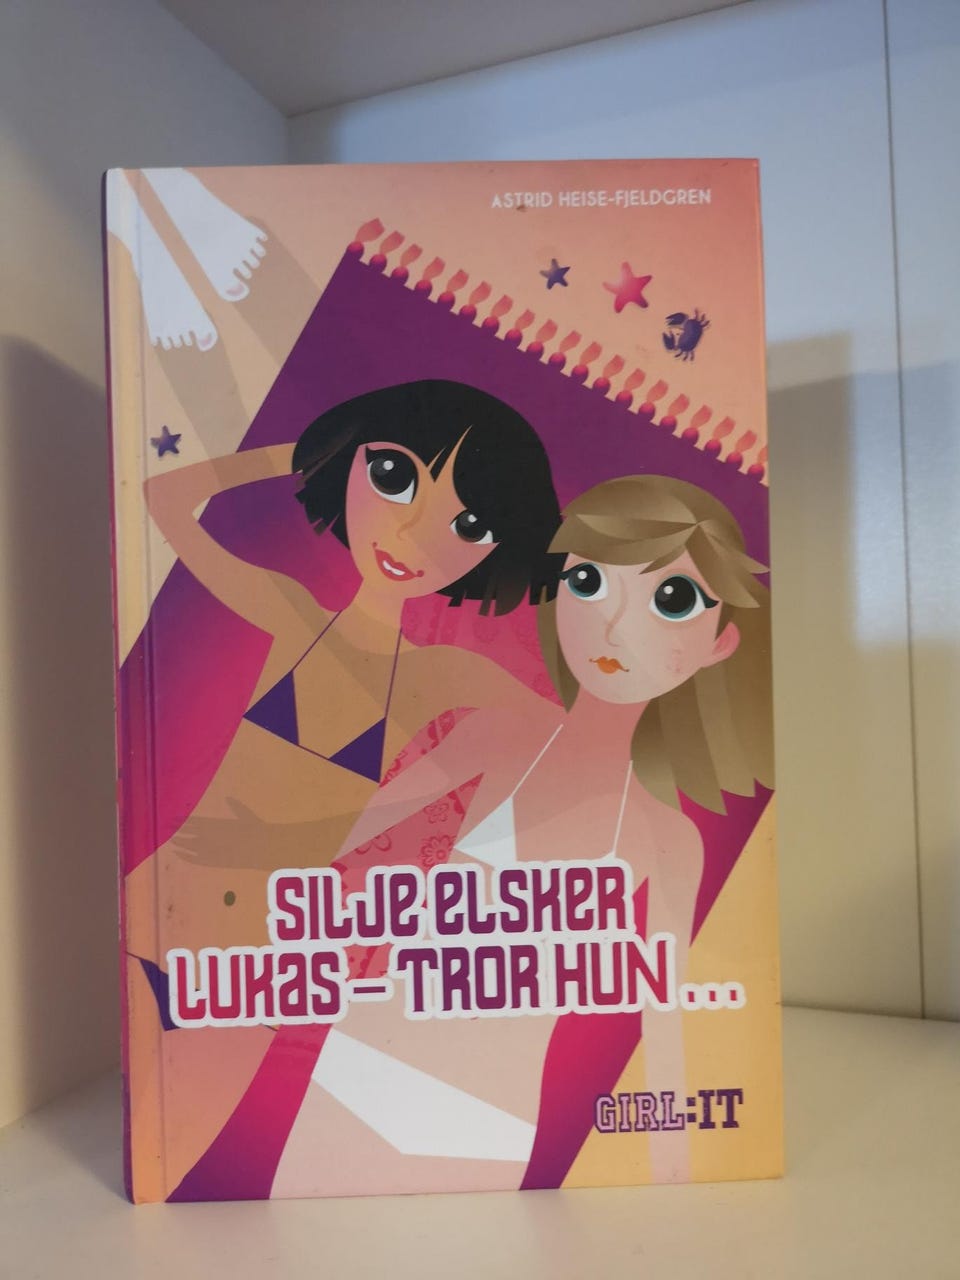 ASTRID HEISE-FJELDGREN
SILJE ELSKER
LUKAS – TROR HUN ...
GIRL:IT